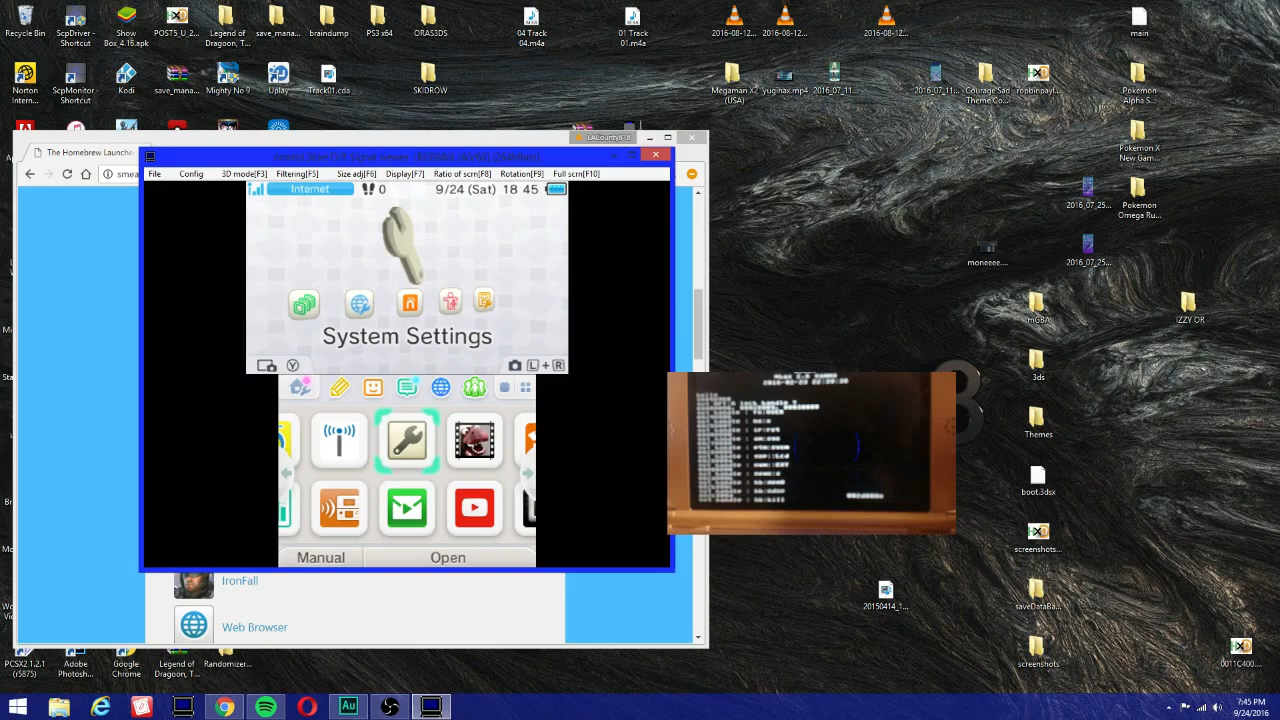 Recycle Bin
ScpDriver - Shortcut
Show Box_4.16.apk
POST5_U_2...
Legend of Dragoon, T...
save_mana...
braindump
PS3 x64
ORAS3DS
04 Track 04.m4a
01 Track 01.m4a
2016-08-12...
2016-08-12...
2016-08-12...
main
Norton Intern...
ScpMonitor - Shortcut
Kodi
save_mana...
Mighty No 9
Uplay
Track01.cda
SKIDROW
Megaman X2 (USA)
yuginax.mp4
2016_07_11...
2016_07_11...
Courage Sad Theme Co...
robbinpayl...
Pokemon Alpha S...
Pokemon X New Gam...
2016_07_25...
Pokemon Omega Ru...
moneeee....
2016_07_25...
LACounty818
The Homebrew Launche
smea
File
Config
3D mode[F3]
Filtering[F5]
Size adj[F6]
Display[F7]
Ratio of scrn[F8]
Rotation[F9]
Full scrn[F10]
Internet
0
9/24 (Sat) 18 45
System Settings
Y
L + R
Manual
Open
IronFall
Web Browser
mGBA
IZZY OR
3ds
Themes
boot.3dsx
screenshots...
20150414_1...
saveDataBa...
screenshots
0011C400....
PCSX2 1.2.1 (r5875)
Adobe Photosh...
Google Chrome
Legend of Dragoon, T...
Randomizer...
Au
7:45 PM
9/24/2016